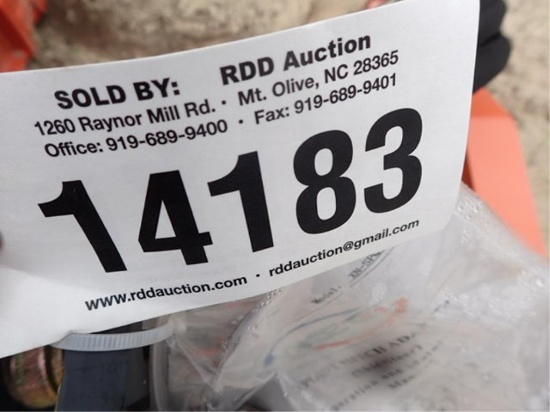 SOLD BY: RDD Auction
1260 Raynor Mill Rd. · Mt. Olive, NC 28365
Office: 919-689-9400 · Fax: 919-689-9401
14183
www.rddauction.com · rddauction@gmail.com
Model: